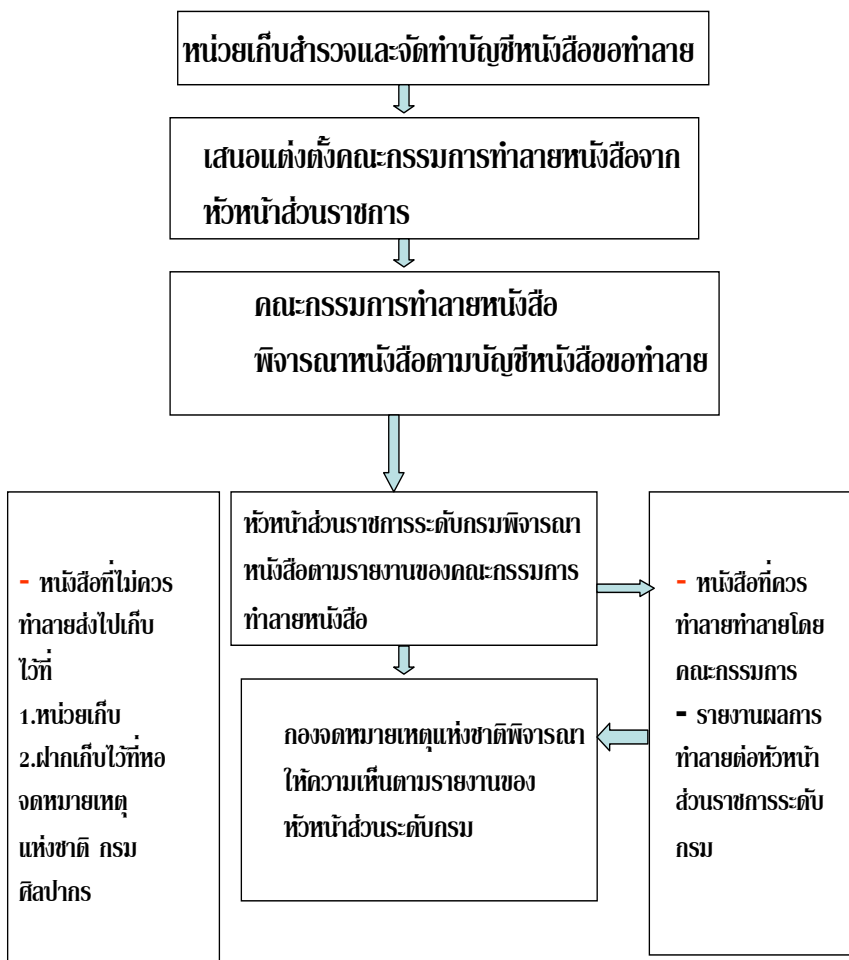 หน่วยเก็บสำรวจและจัดทำบัญชีหนังสือขอทำลาย
เสนอแต่งตั้งคณะกรรมการทำลายหนังสือจาก
หัวหน้าส่วนราชการ
คณะกรรมการทำลายหนังสือ
พิจารณาหนังสือตามบัญชีหนังสือขอทำลาย
- หนังสือที่ไม่ควร
ทำลายส่งไปเก็บ
ไว้ที่
1.หน่วยเก็บ
2.ฝากเก็บไว้ที่หอ
จดหมายเหตุ
แห่งชาติ กรม
ศิลปากร
หัวหน้าส่วนราชการระดับกรมพิจารณา
หนังสือตามรายงานของคณะกรรมการ
ทำลายหนังสือ
กองจดหมายเหตุแห่งชาติพิจารณา
ให้ความเห็นตามรายงานของ
หัวหน้าส่วนระดับกรม
- หนังสือที่ควร
ทำลายทำลายโดย
คณะกรรมการ
- รายงานผลการ
ทำลายต่อหัวหน้า
ส่วนราชการระดับ
กรม